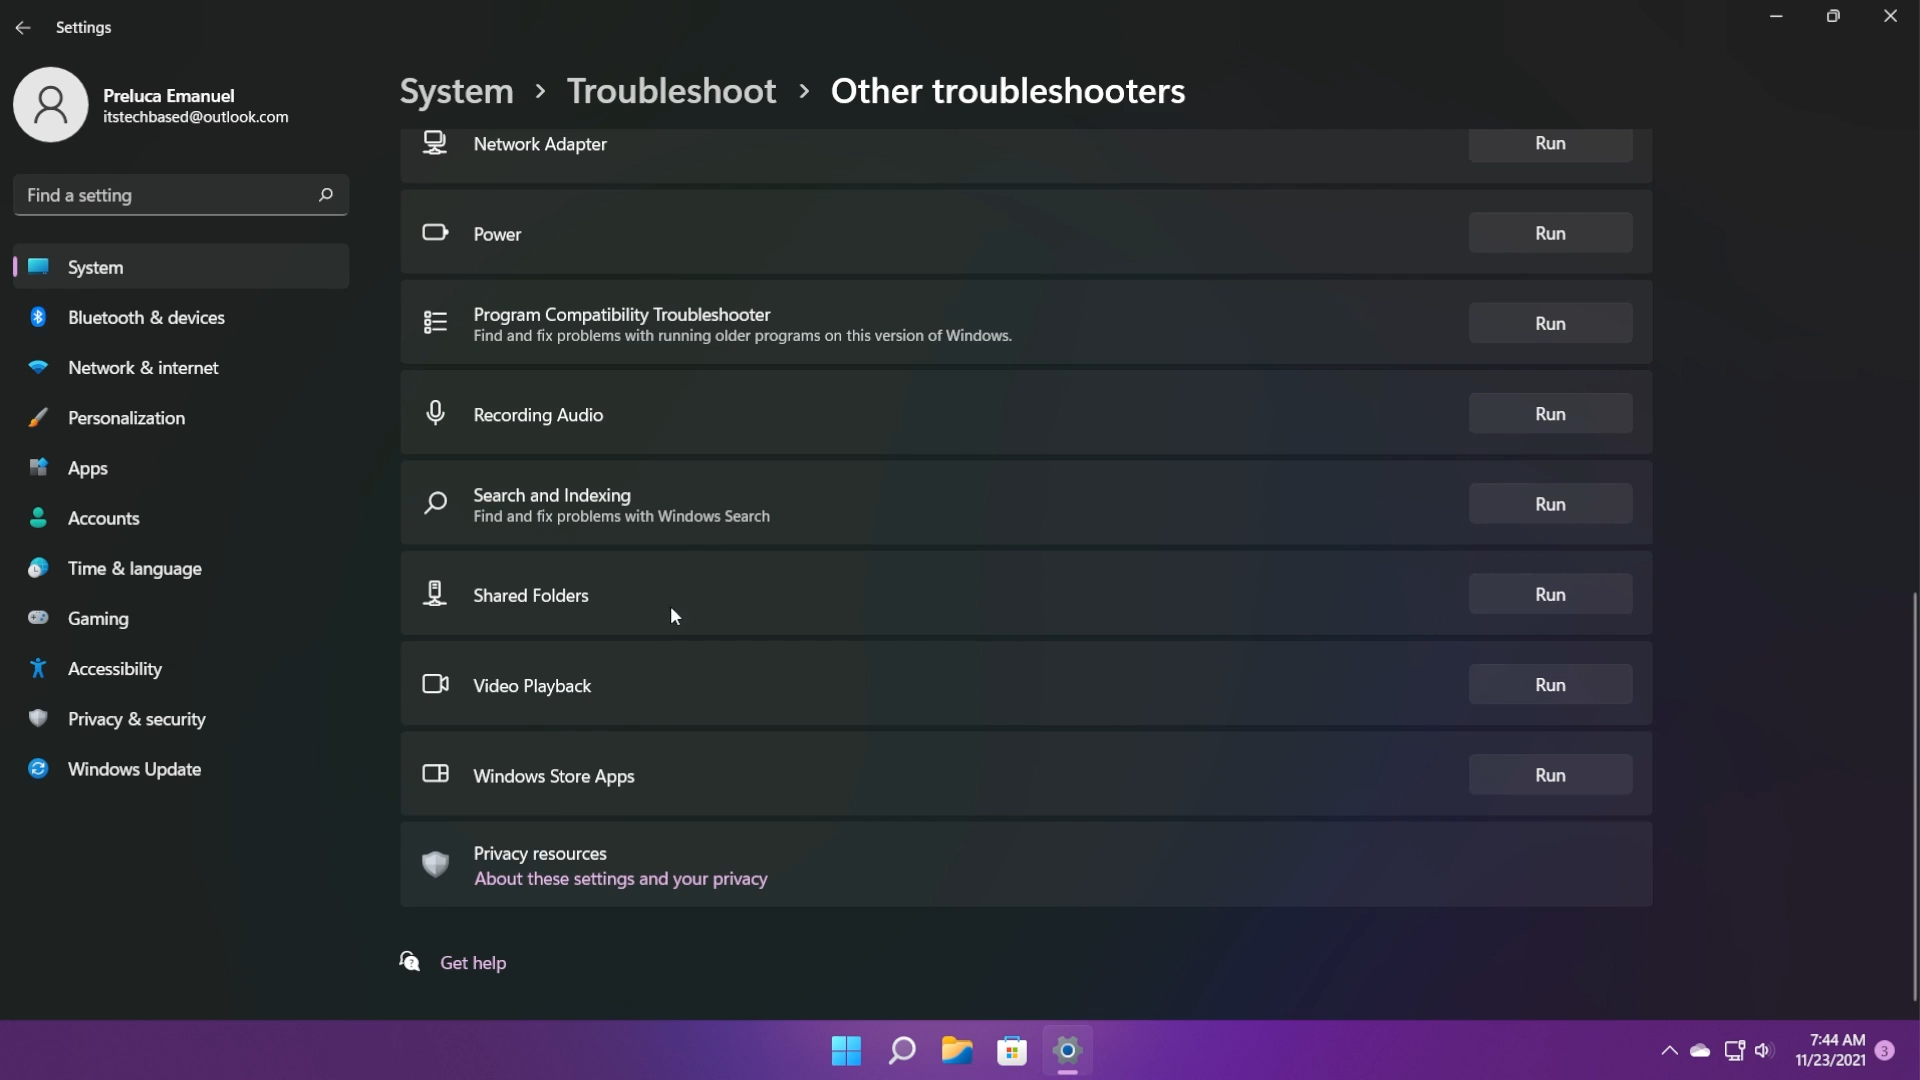 Settings
Preluca Emanuel
itstechbased@outlook.com
Find a setting
System
Bluetooth & devices
Network & internet
Personalization
Apps
Accounts
Time & language
Gaming
Accessibility
Privacy & security
Windows Update
System > Troubleshoot > Other troubleshooters
Network Adapter Run
Power Run
Program Compatibility Troubleshooter
Find and fix problems with running older programs on this version of Windows.
Run
Recording Audio Run
Search and Indexing
Find and fix problems with Windows Search
Run
Shared Folders Run
Video Playback Run
Windows Store Apps Run
Privacy resources
About these settings and your privacy
Get help
7:44 AM
11/23/2021
3